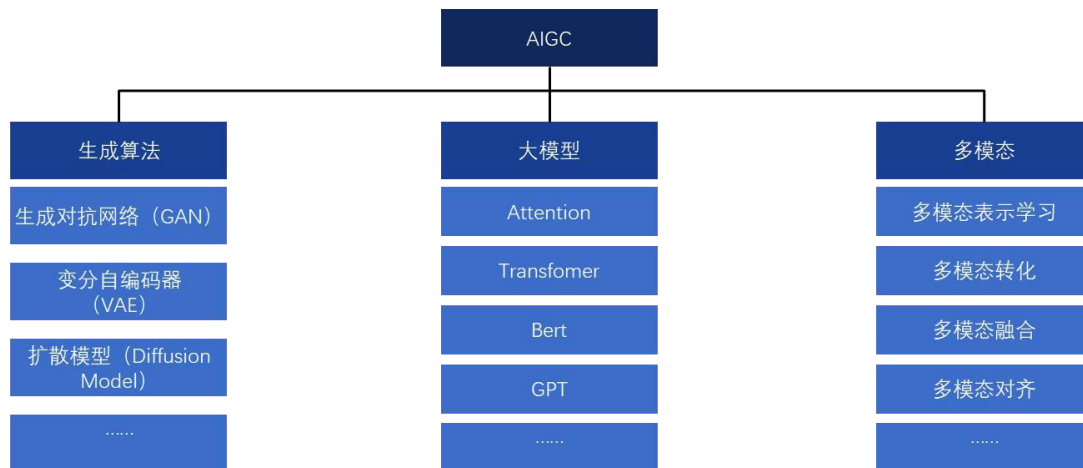 AIGC
生成算法
生成对抗网络（GAN）
变分自编码器
（VAE）
扩散模型（Diffusion
Model）
……
大模型
Attention
Transfomer
Bert
GPT
……
多模态
多模态表示学习
多模态转化
多模态融合
多模态对齐
……